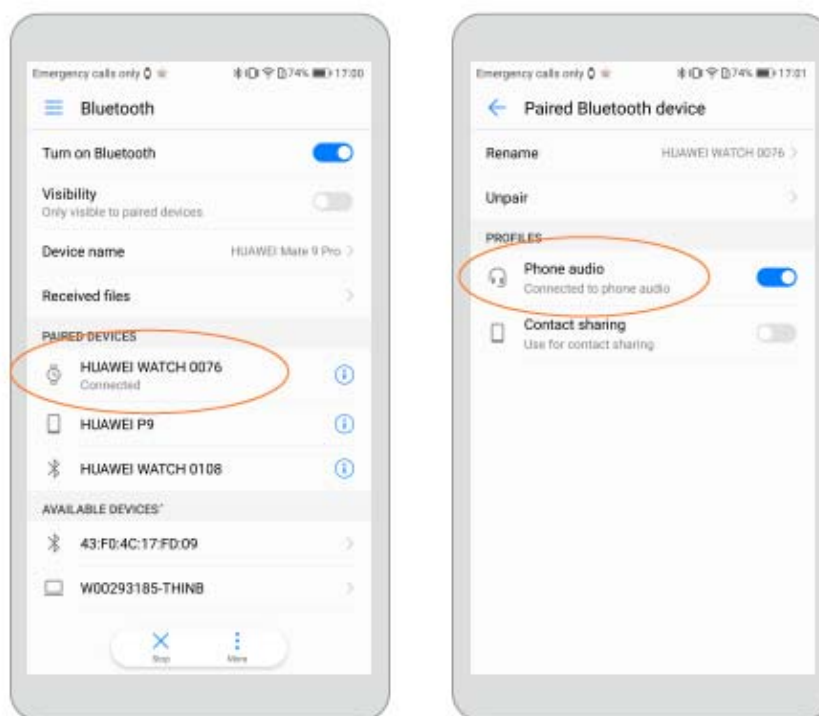 Emergency calls only
74% 17:00
Bluetooth
Turn on Bluetooth
Visibility
Only visible to paired devices
Device name HUAWEI Mate 9 Pro
Received files
PAIRED DEVICES
HUAWEI WATCH 0076
Connected
HUAWEI P9
HUAWEI WATCH 0108
AVAILABLE DEVICES
43:F0:4C:17:FD:09
W00293185-THINB
Stop More
Emergency calls only
74% 17:01
Paired Bluetooth device
Rename HUAWEI WATCH 0076
Unpair
PROFILES
Phone audio
Connected to phone audio
Contact sharing
Use for contact sharing